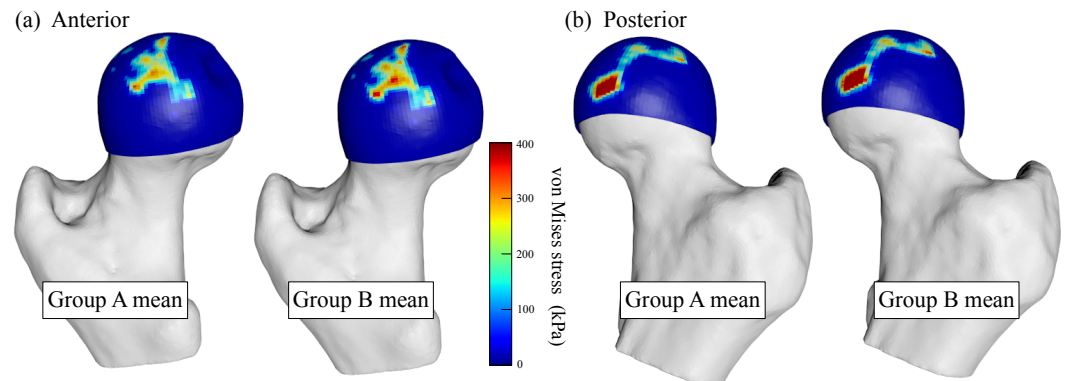 (a) Anterior
(b) Posterior
400
300
200
100
0
von Mises stress (kPa)
Group A mean
Group B mean
Group A mean
Group B mean